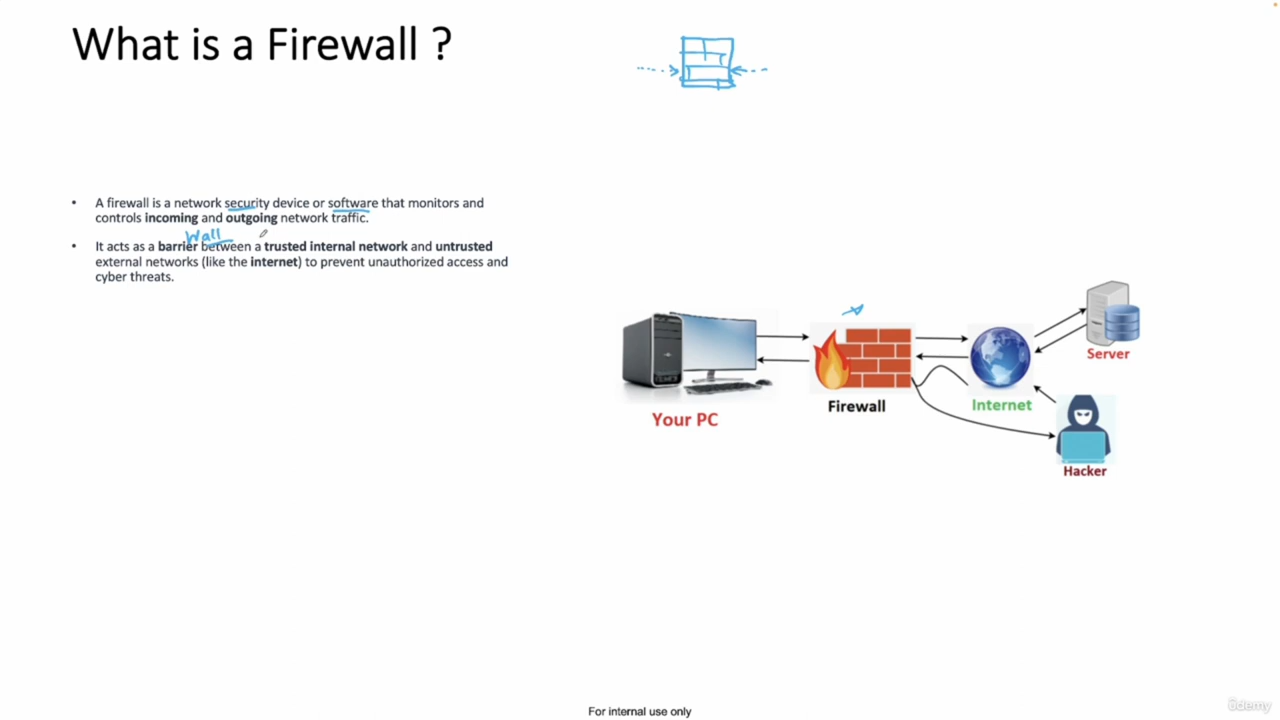 What is a Firewall ?
• A firewall is a network security device or software that monitors and
controls incoming and outgoing network traffic.
Wall
• It acts as a barrier between a trusted internal network and untrusted
external networks (like the internet) to prevent unauthorized access and
cyber threats.
Server
Your PC
Firewall
Internet
Hacker
For internal use only
ûdemy